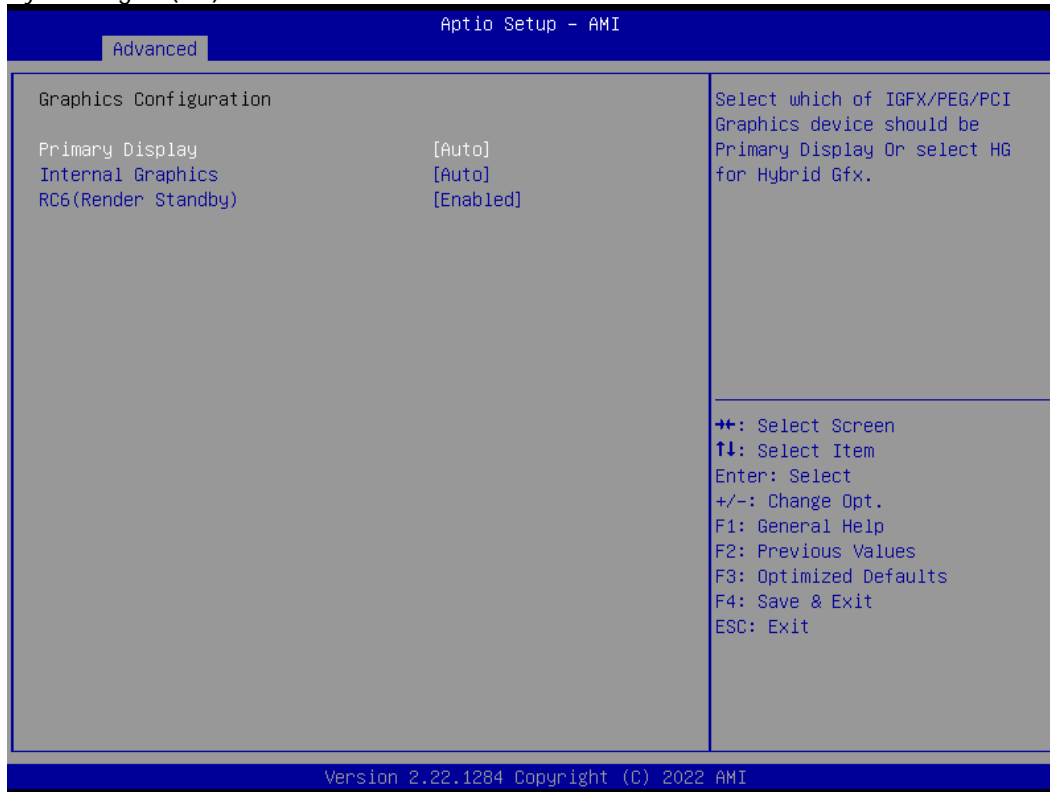 Aptio Setup – AMI
Advanced
Graphics Configuration
Primary Display [Auto]
Internal Graphics [Auto]
RC6(Render Standby) [Enabled]
Select which of IGFX/PEG/PCI
Graphics device should be
Primary Display Or select HG
for Hybrid Gfx.
→←: Select Screen
↑↓: Select Item
Enter: Select
+/-: Change Opt.
F1: General Help
F2: Previous Values
F3: Optimized Defaults
F4: Save & Exit
ESC: Exit
Version 2.22.1284 Copyright (C) 2022 AMI